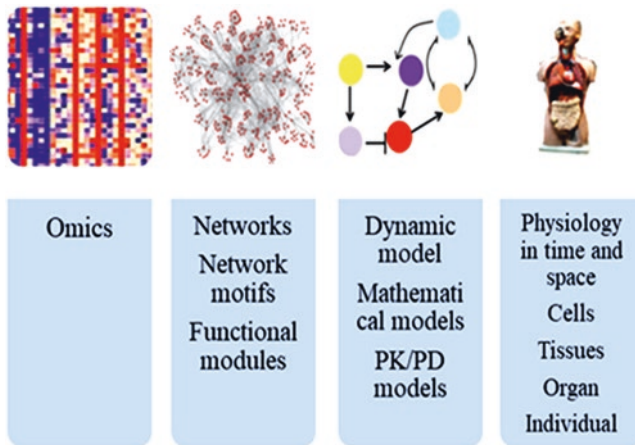 Omics
Networks
Network
motifs
Functional
modules
Dynamic
model
Mathemati
cal models
PK/PD
models
Physiology
in time and
space
Cells
Tissues
Organ
Individual